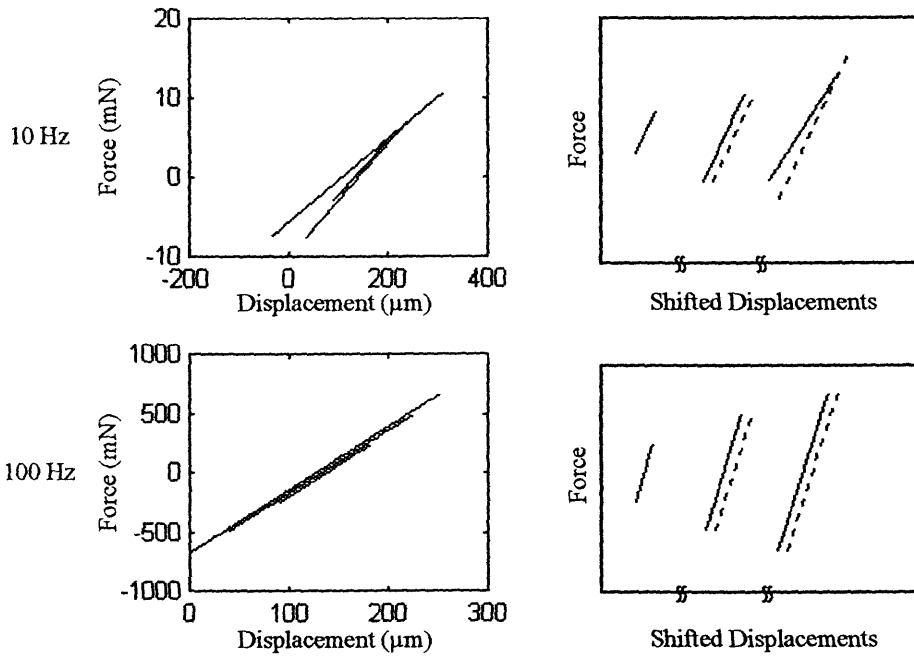 20
10
0
-10
-200
0
200
400
Force (mN)
10 Hz
Displacement (µm)
Force
Shifted Displacements
1000
500
0
-500
-1000
0
100
200
300
Force (mN)
100 Hz
Displacement (µm)
Force
Shifted Displacements